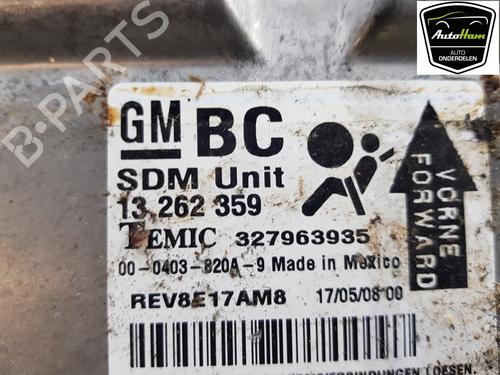 AutoHam
AUTO
ONDERDELEN
B-PARTS
GM BC
SDM Unit
13 262 359
TEMIC 327963935
00-0403-820A-9 Made in Mexico
REV8E17AM8 17/05/08 00
VORNE
FORWARD
LOESEN.